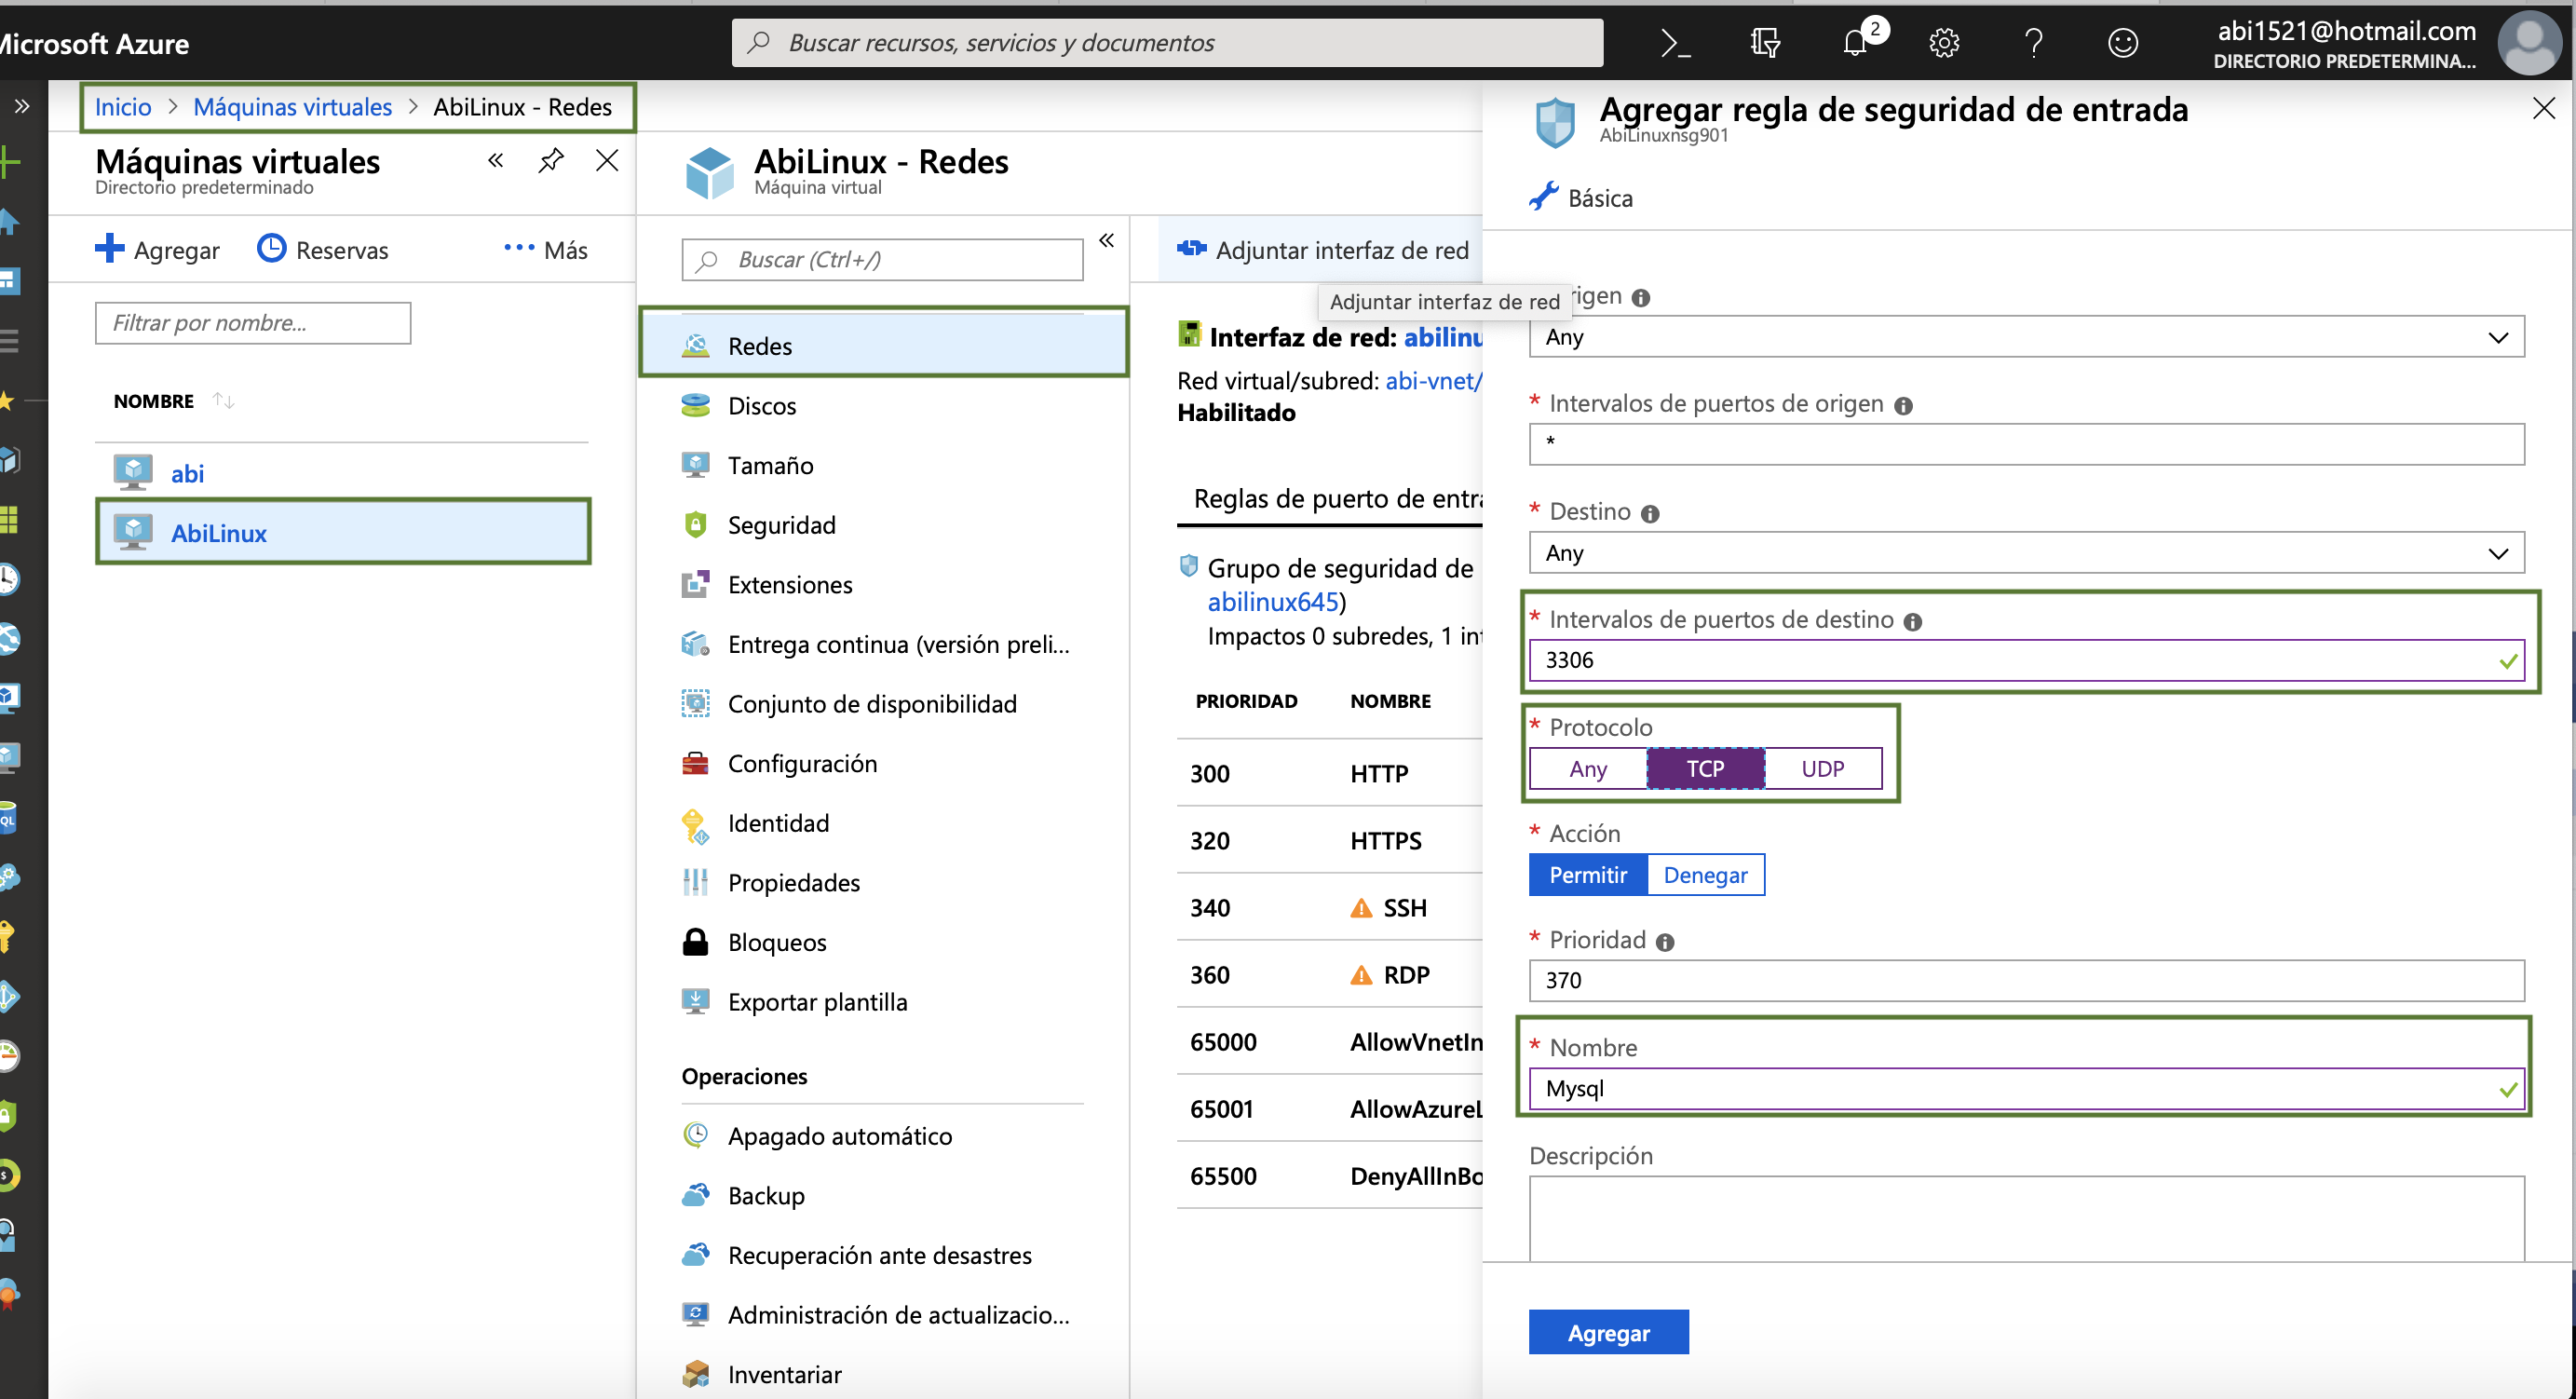 Microsoft Azure
Buscar recursos, servicios y documentos
2
abi1521@hotmail.com
DIRECTORIO PREDETERMINA...
Inicio > Máquinas virtuales > AbiLinux - Redes
Máquinas virtuales
Directorio predeterminado
Agregar
Reservas
Más
Filtrar por nombre...
NOMBRE
abi
AbiLinux
AbiLinux - Redes
Máquina virtual
Buscar (Ctrl+/)
Redes
Discos
Tamaño
Seguridad
Extensiones
Entrega continua (versión preli...
Conjunto de disponibilidad
Configuración
Identidad
Propiedades
Bloqueos
Exportar plantilla
Operaciones
Apagado automático
Backup
Recuperación ante desastres
Administración de actualizacio...
Inventariar
Adjuntar interfaz de red
Adjuntar interfaz de red
Interfaz de red: abilinu
Red virtual/subred: abi-vnet/
Habilitado
Reglas de puerto de entra
Grupo de seguridad de
abilinux645)
Impactos 0 subredes, 1 int
PRIORIDAD NOMBRE
300 HTTP
320 HTTPS
340 SSH
360 RDP
65000 AllowVnetIn
65001 AllowAzureL
65500 DenyAllInBo
Agregar regla de seguridad de entrada
AbiLinuxnsg901
Básica
rigen
Any
* Intervalos de puertos de origen
*
* Destino
Any
* Intervalos de puertos de destino
3306
* Protocolo
Any TCP UDP
* Acción
Permitir Denegar
* Prioridad
370
* Nombre
Mysql
Descripción
Agregar